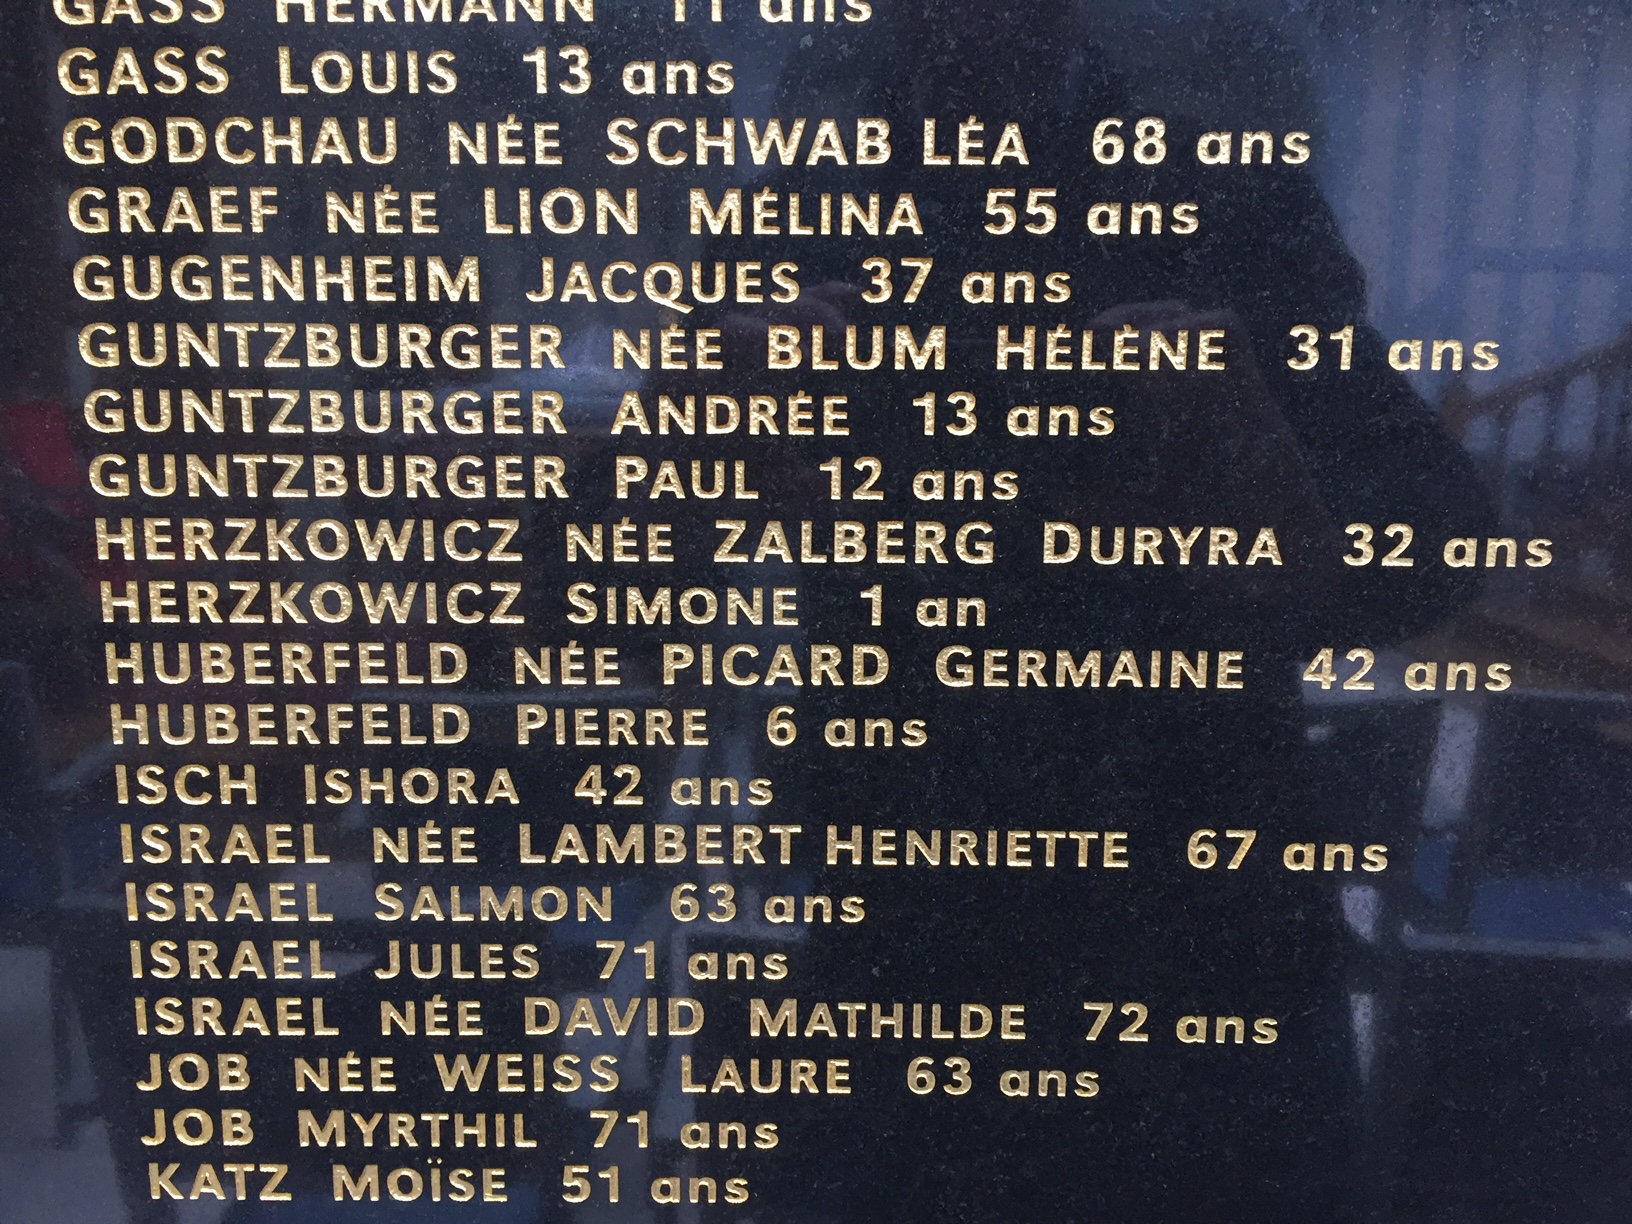 GASS HERMANN 11 ans
GASS LOUIS 13 ans
GODCHAU NÉE SCHWAB LÉA 68 ans
GRAEF NÉE LION MÉLINA 55 ans
GUGENHEIM JACQUES 37 ans
GUNTZBURGER NÉE BLUM HÉLÈNE 31 ans
GUNTZBURGER ANDRÉE 13 ans
GUNTZBURGER PAUL 12 ans
HERZKOWICZ NÉE ZALBERG DURYRA 32 ans
HERZKOWICZ SIMONE 1 an
HUBERFELD NÉE PICARD GERMAINE 42 ans
HUBERFELD PIERRE 6 ans
ISCH ISHORA 42 ans
ISRAEL NÉE LAMBERT HENRIETTE 67 ans
ISRAEL SALMON 63 ans
ISRAEL JULES 71 ans
ISRAEL NÉE DAVID MATHILDE 72 ans
JOB NÉE WEISS LAURE 63 ans
JOB MYRTHIL 71 ans
KATZ MOÏSE 51 ans